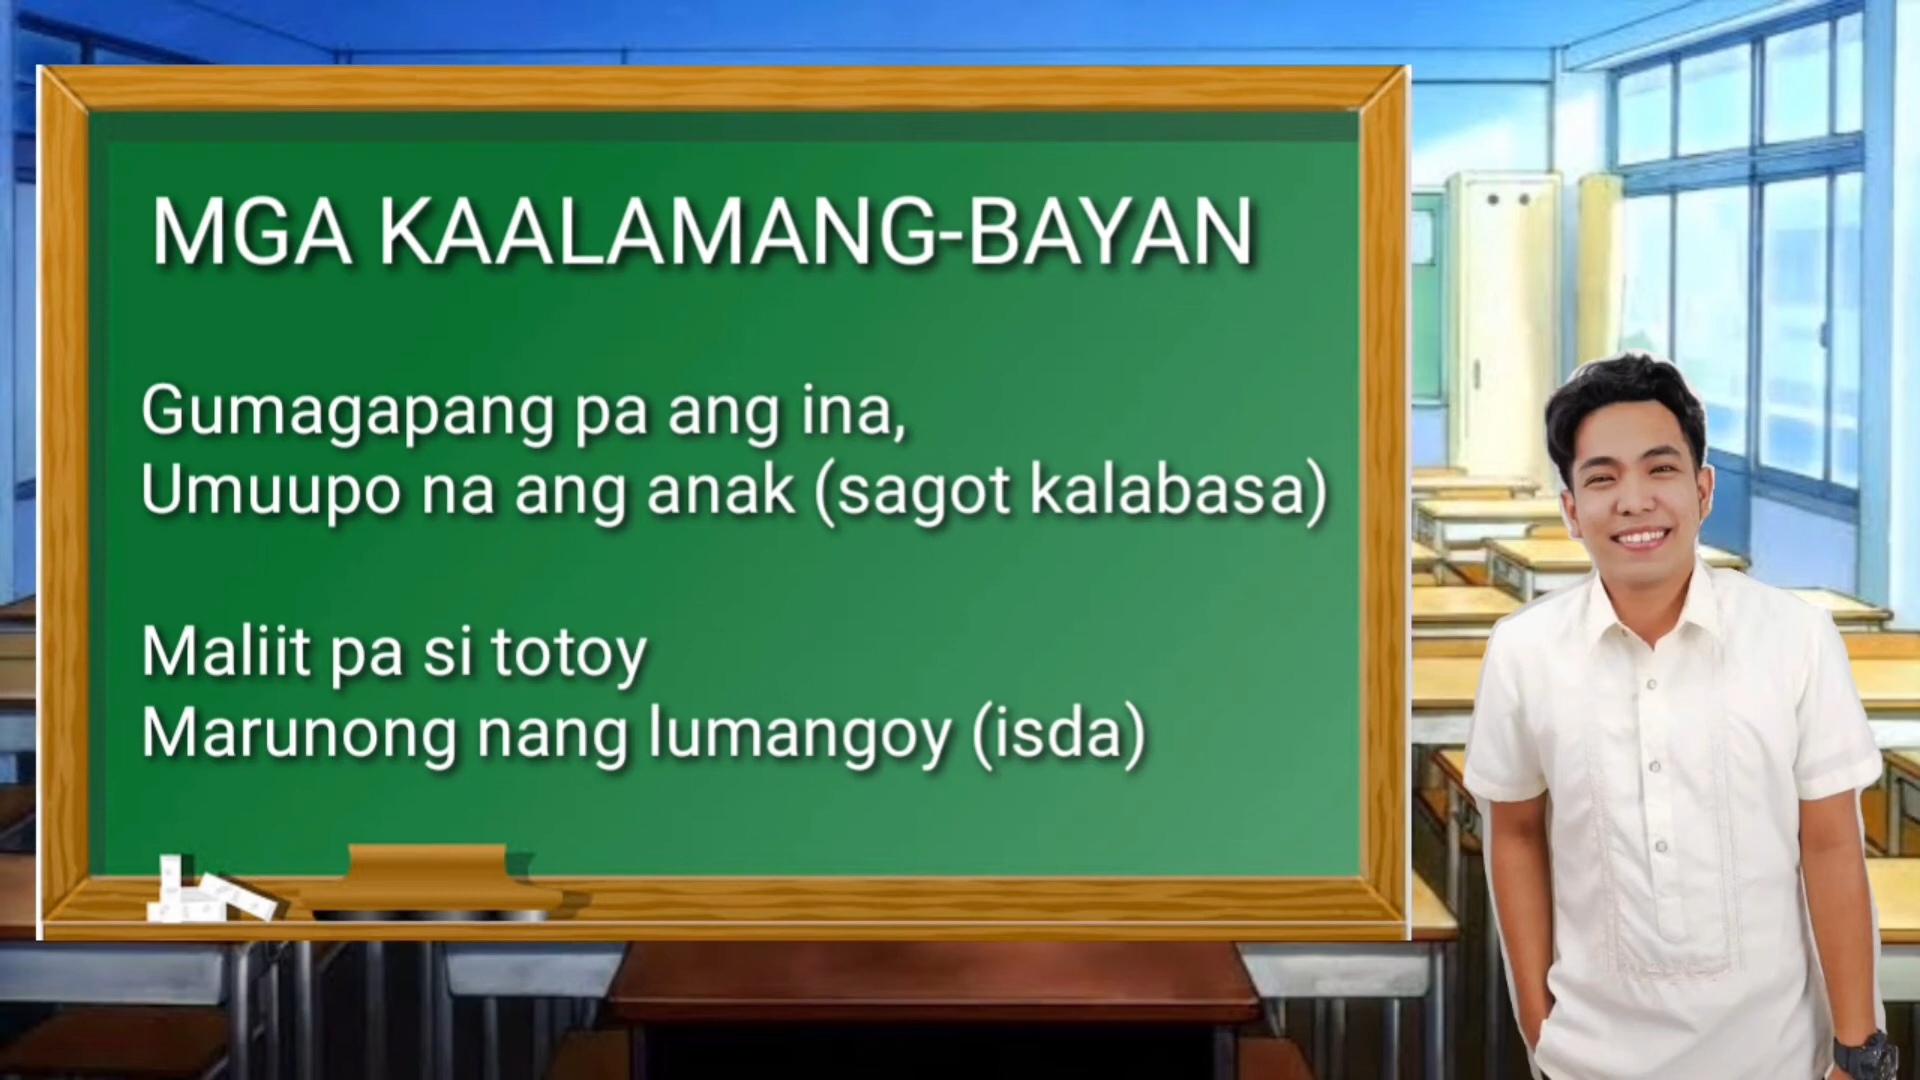 MGA KAALAMANG-BAYAN
Gumagapang pa ang ina,
Umuupo na ang anak (sagot kalabasa)
Maliit pa si totoy
Marunong nang lumangoy (isda)